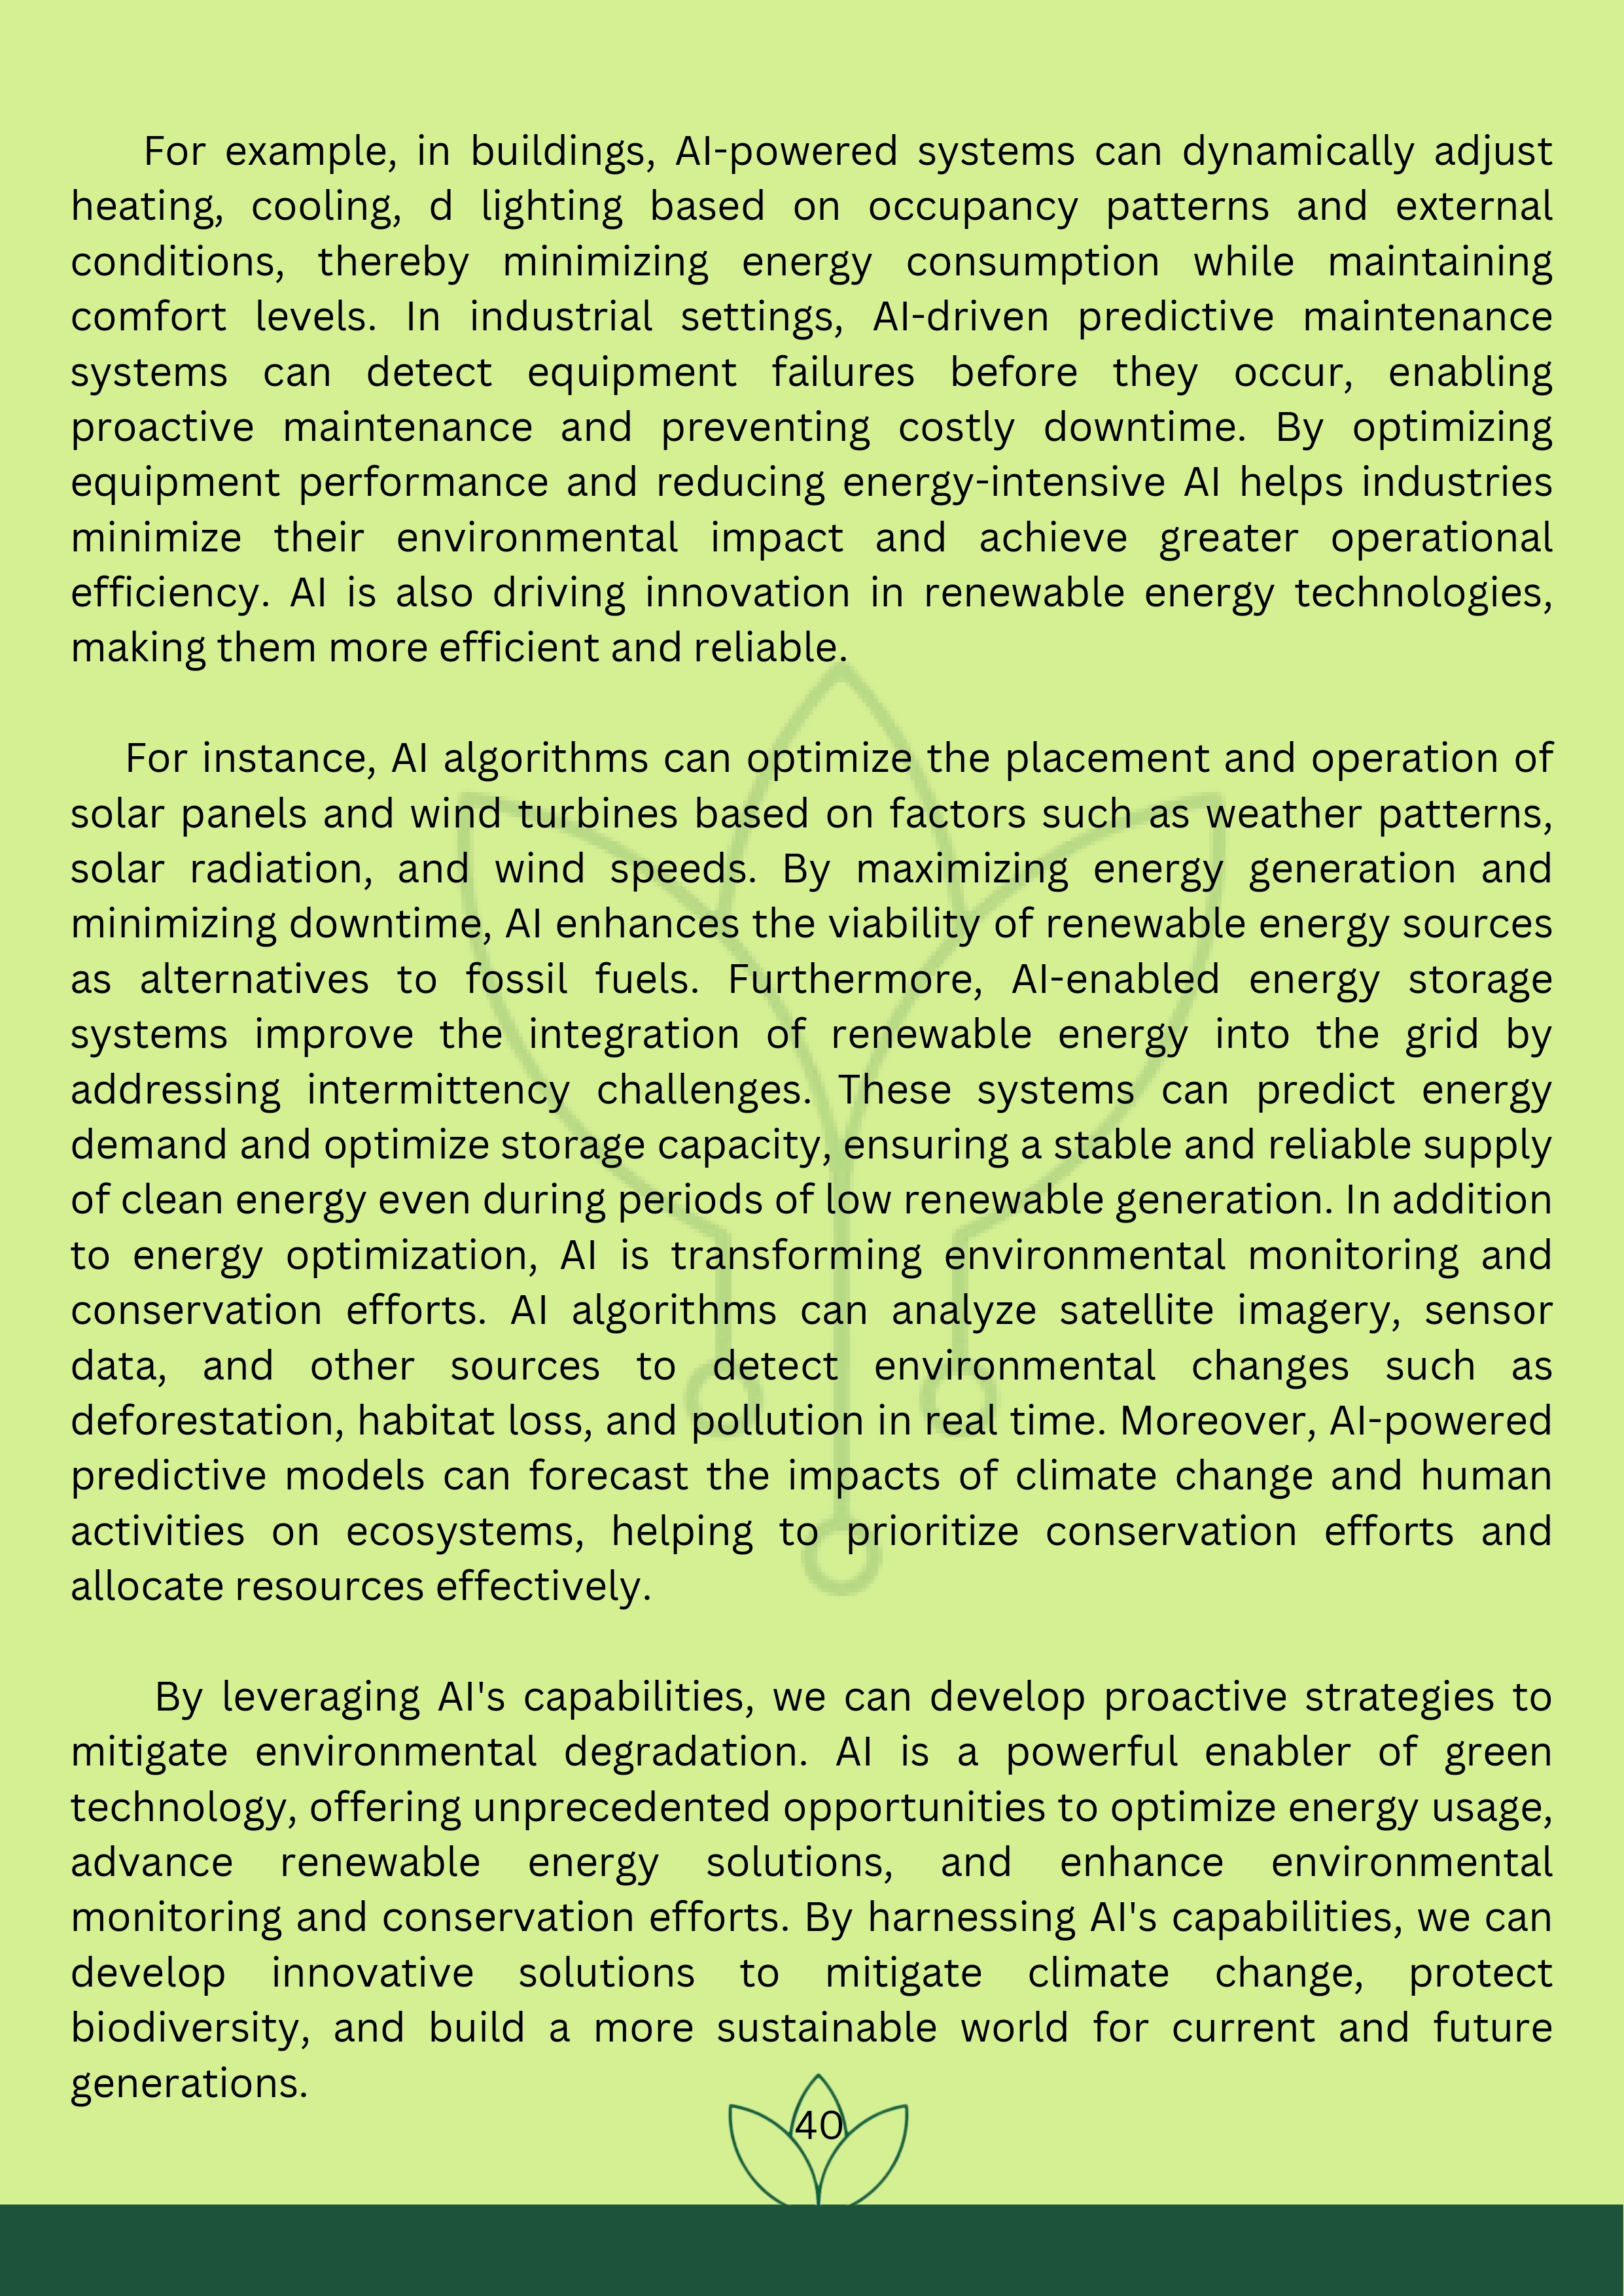 For example, in buildings, AI-powered systems can dynamically adjust
heating, cooling, d lighting based on occupancy patterns and external
conditions, thereby minimizing energy consumption while maintaining
comfort levels. In industrial settings, AI-driven predictive maintenance
systems can detect equipment failures before they occur, enabling
proactive maintenance and preventing costly downtime. By optimizing
equipment performance and reducing energy-intensive AI helps industries
minimize their environmental impact and achieve greater operational
efficiency. AI is also driving innovation in renewable energy technologies,
making them more efficient and reliable.
For instance, AI algorithms can optimize the placement and operation of
solar panels and wind turbines based on factors such as weather patterns,
solar radiation, and wind speeds. By maximizing energy generation and
minimizing downtime, AI enhances the viability of renewable energy sources
as alternatives to fossil fuels. Furthermore, AI-enabled energy storage
systems improve the integration of renewable energy into the grid by
addressing intermittency challenges. These systems can predict energy
demand and optimize storage capacity, ensuring a stable and reliable supply
of clean energy even during periods of low renewable generation. In addition
to energy optimization, AI is transforming environmental monitoring and
conservation efforts. AI algorithms can analyze satellite imagery, sensor
data, and other sources to detect environmental changes such as
deforestation, habitat loss, and pollution in real time. Moreover, AI-powered
predictive models can forecast the impacts of climate change and human
activities on ecosystems, helping to prioritize conservation efforts and
allocate resources effectively.
By leveraging AI's capabilities, we can develop proactive strategies to
mitigate environmental degradation. AI is a powerful enabler of green
technology, offering unprecedented opportunities to optimize energy usage,
advance renewable energy solutions, and enhance environmental
monitoring and conservation efforts. By harnessing AI's capabilities, we can
develop innovative solutions to mitigate climate change, protect
biodiversity, and build a more sustainable world for current and future
generations.
40